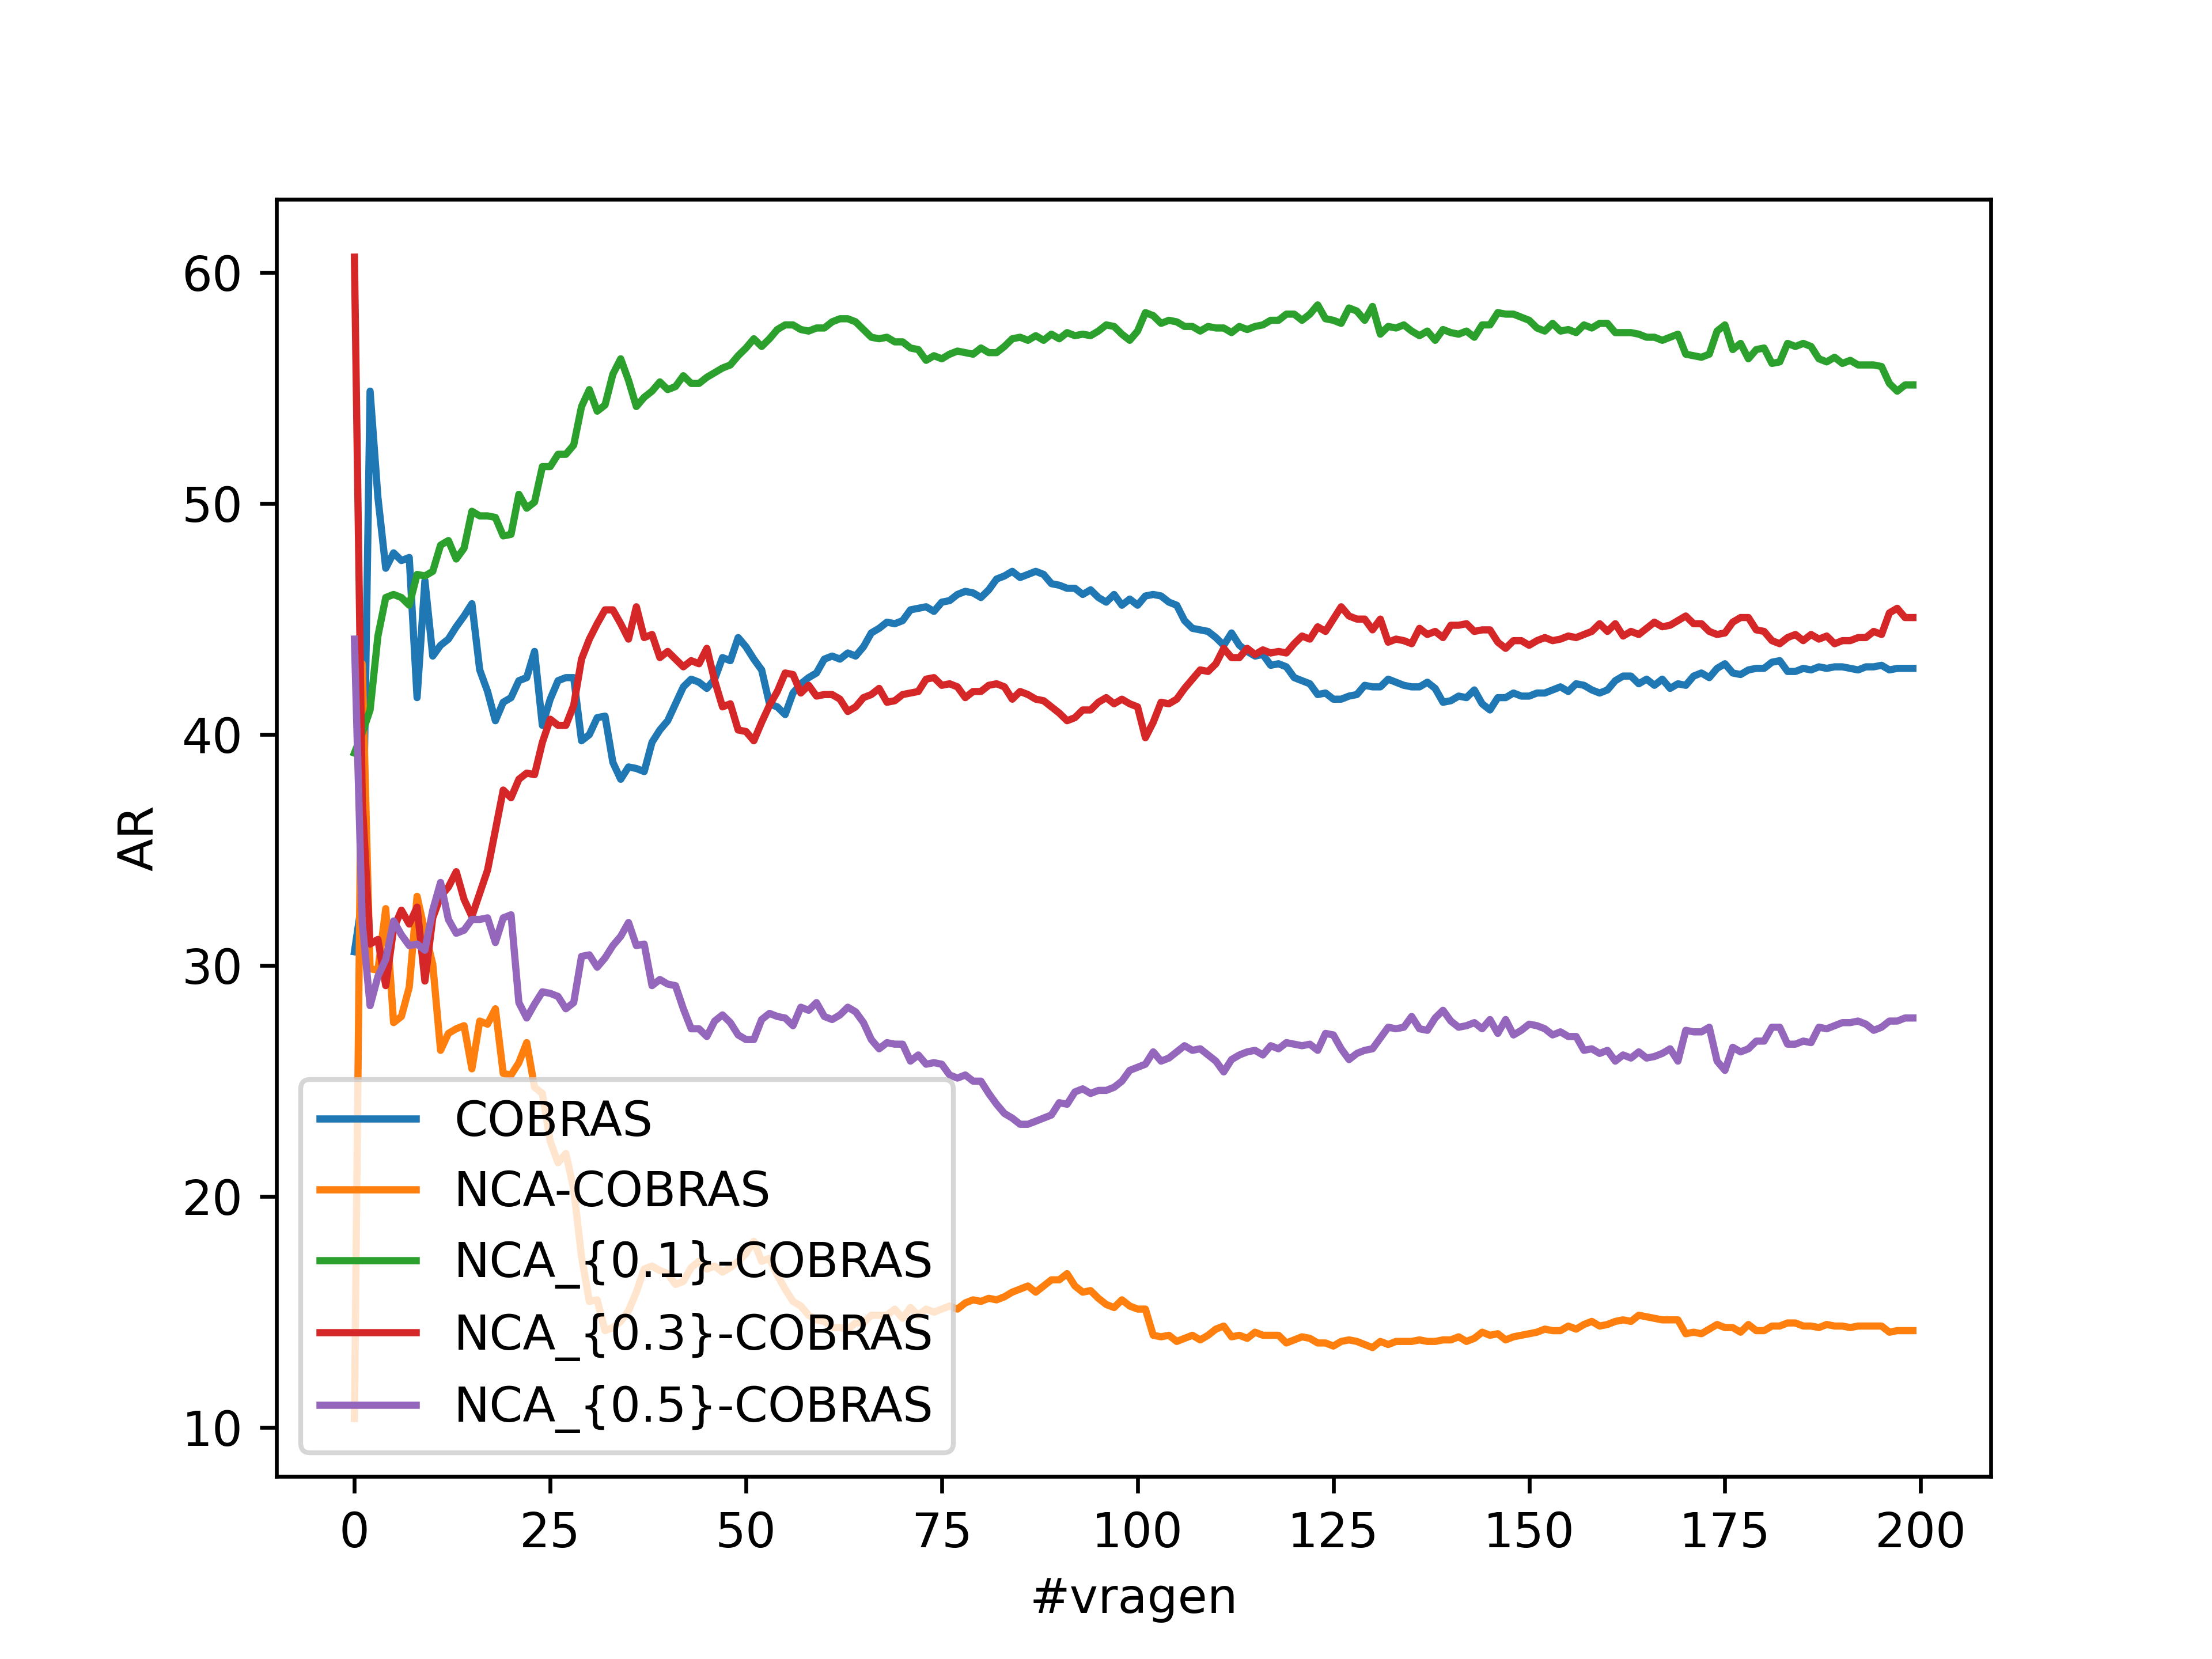 60
50
40
30
20
10
AR
COBRAS
NCA-COBRAS
NCA_{0.1}-COBRAS
NCA_{0.3}-COBRAS
NCA_{0.5}-COBRAS
0 25 50 75 100 125 150 175 200
#vragen